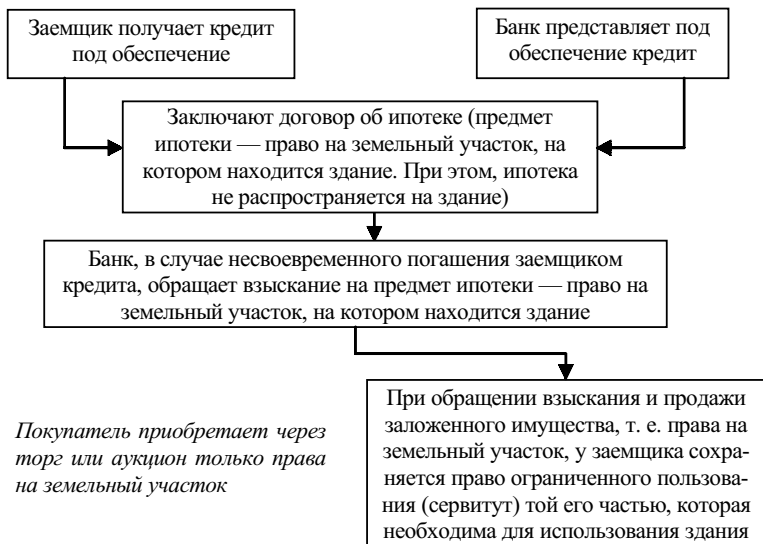 Заемщик получает кредит
под обеспечение
Банк представляет под
обеспечение кредит
Заключают договор об ипотеке (предмет
ипотеки — право на земельный участок, на
котором находится здание. При этом, ипотека
не распространяется на здание)
Банк, в случае несвоевременного погашения заемщиком
кредита, обращает взыскание на предмет ипотеки — право на
земельный участок, на котором находится здание
Покупатель приобретает через
торг или аукцион только права
на земельный участок
При обращении взыскания и продажи
заложенного имущества, т. е. права на
земельный участок, у заемщика сохра-
няется право ограниченного пользова-
ния (сервитут) той его частью, которая
необходима для использования здания